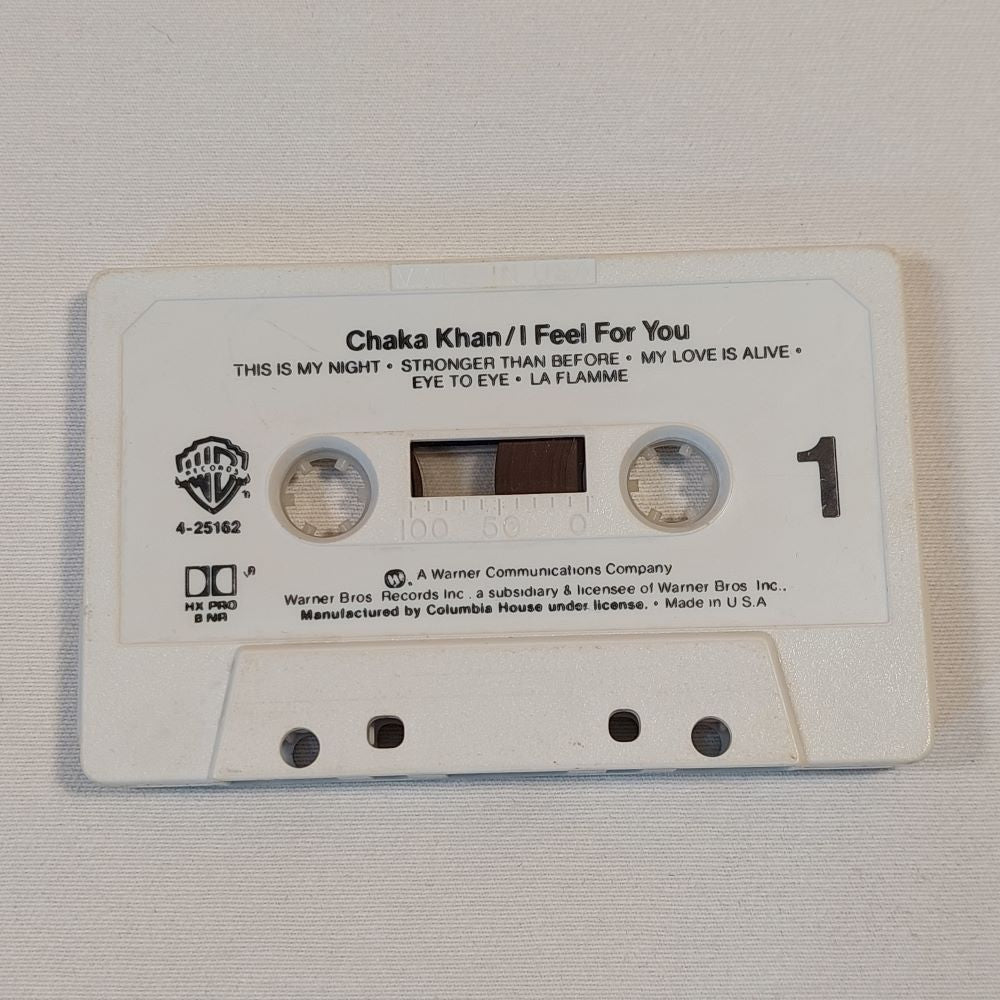 Chaka Khan/I Feel For You
THIS IS MY NIGHT • STRONGER THAN BEFORE • MY LOVE IS ALIVE •
EYE TO EYE • LA FLAMME
1
RECORDS
4-25162
100 50 0
HX PRO
B NR
A Warner Communications Company
Warner Bros Records Inc. a subsidiary & licensee of Warner Bros Inc..
Manufactured by Columbia House under license. • Made in U S A